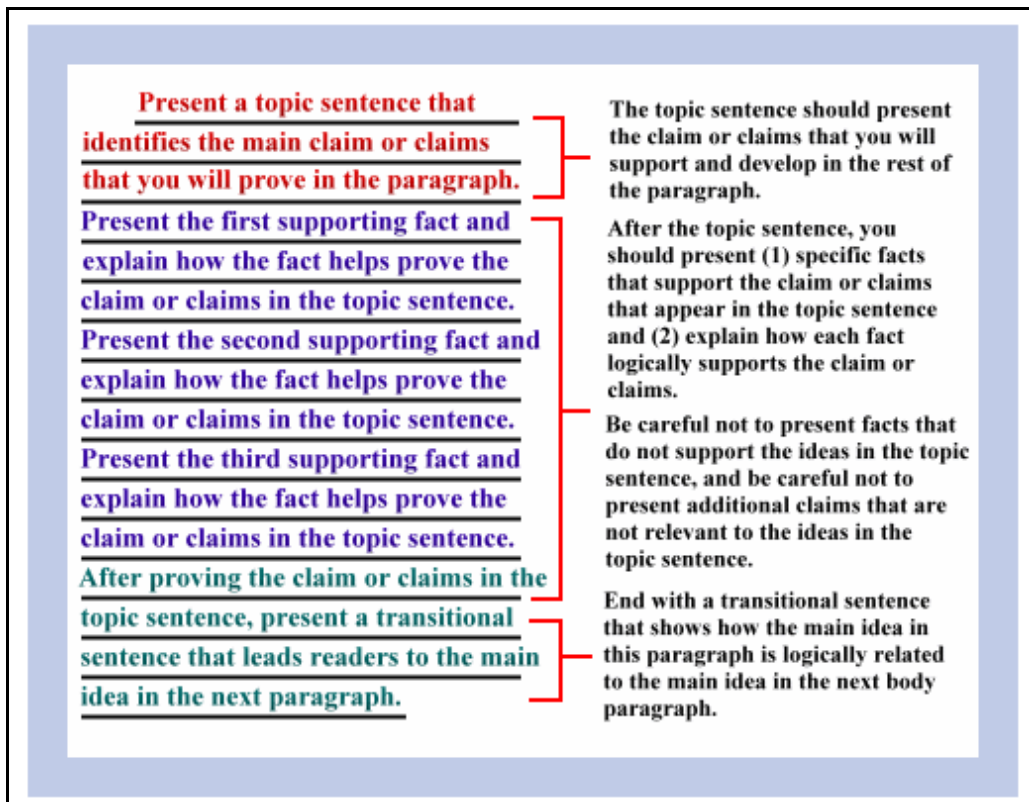 Present a topic sentence that
identifies the main claim or claims
that you will prove in the paragraph.
Present the first supporting fact and
explain how the fact helps prove the
claim or claims in the topic sentence.
Present the second supporting fact and
explain how the fact helps prove the
claim or claims in the topic sentence.
Present the third supporting fact and
explain how the fact helps prove the
claim or claims in the topic sentence.
After proving the claim or claims in the
topic sentence, present a transitional
sentence that leads readers to the main
idea in the next paragraph.
The topic sentence should present
the claim or claims that you will
support and develop in the rest of
the paragraph.
After the topic sentence, you
should present (1) specific facts
that support the claim or claims
that appear in the topic sentence
and (2) explain how each fact
logically supports the claim or
claims.
Be careful not to present facts that
do not support the ideas in the topic
sentence, and be careful not to
present additional claims that are
not relevant to the ideas in the
topic sentence.
End with a transitional sentence
that shows how the main idea in
this paragraph is logically related
to the main idea in the next body
paragraph.